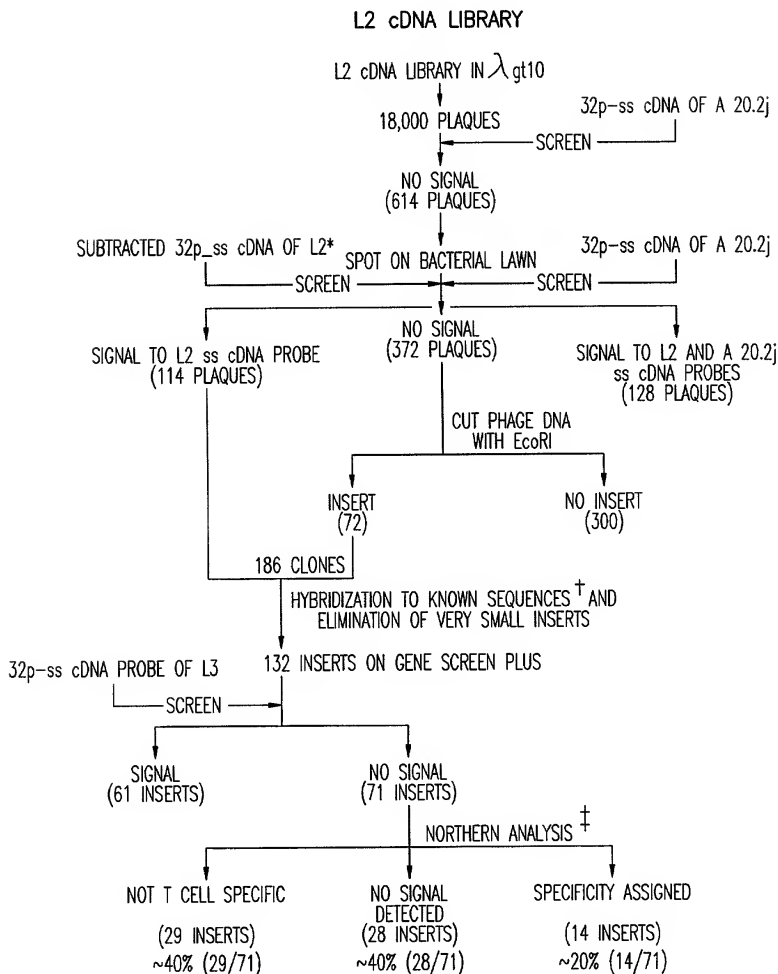 L2 cDNA LIBRARY
L2 cDNA LIBRARY IN λ gt10
18,000 PLAQUES
32p-ss cDNA OF A 20.2j
SCREEN
NO SIGNAL
(614 PLAQUES)
SUBTRACTED 32p_ss cDNA OF L2*
SPOT ON BACTERIAL LAWN
32p-ss cDNA OF A 20.2j
SCREEN
SCREEN
SIGNAL TO L2 ss cDNA PROBE
(114 PLAQUES)
NO SIGNAL
(372 PLAQUES)
SIGNAL TO L2 AND A 20.2j
ss cDNA PROBES
(128 PLAQUES)
CUT PHAGE DNA
WITH EcoRI
INSERT
(72)
NO INSERT
(300)
186 CLONES
HYBRIDIZATION TO KNOWN SEQUENCES † AND
ELIMINATION OF VERY SMALL INSERTS
32p-ss cDNA PROBE OF L3
132 INSERTS ON GENE SCREEN PLUS
SCREEN
SIGNAL
(61 INSERTS)
NO SIGNAL
(71 INSERTS)
NORTHERN ANALYSIS ‡
NOT T CELL SPECIFIC
(29 INSERTS)
~40% (29/71)
NO SIGNAL
DETECTED
(28 INSERTS)
~40% (28/71)
SPECIFICITY ASSIGNED
(14 INSERTS)
~20% (14/71)